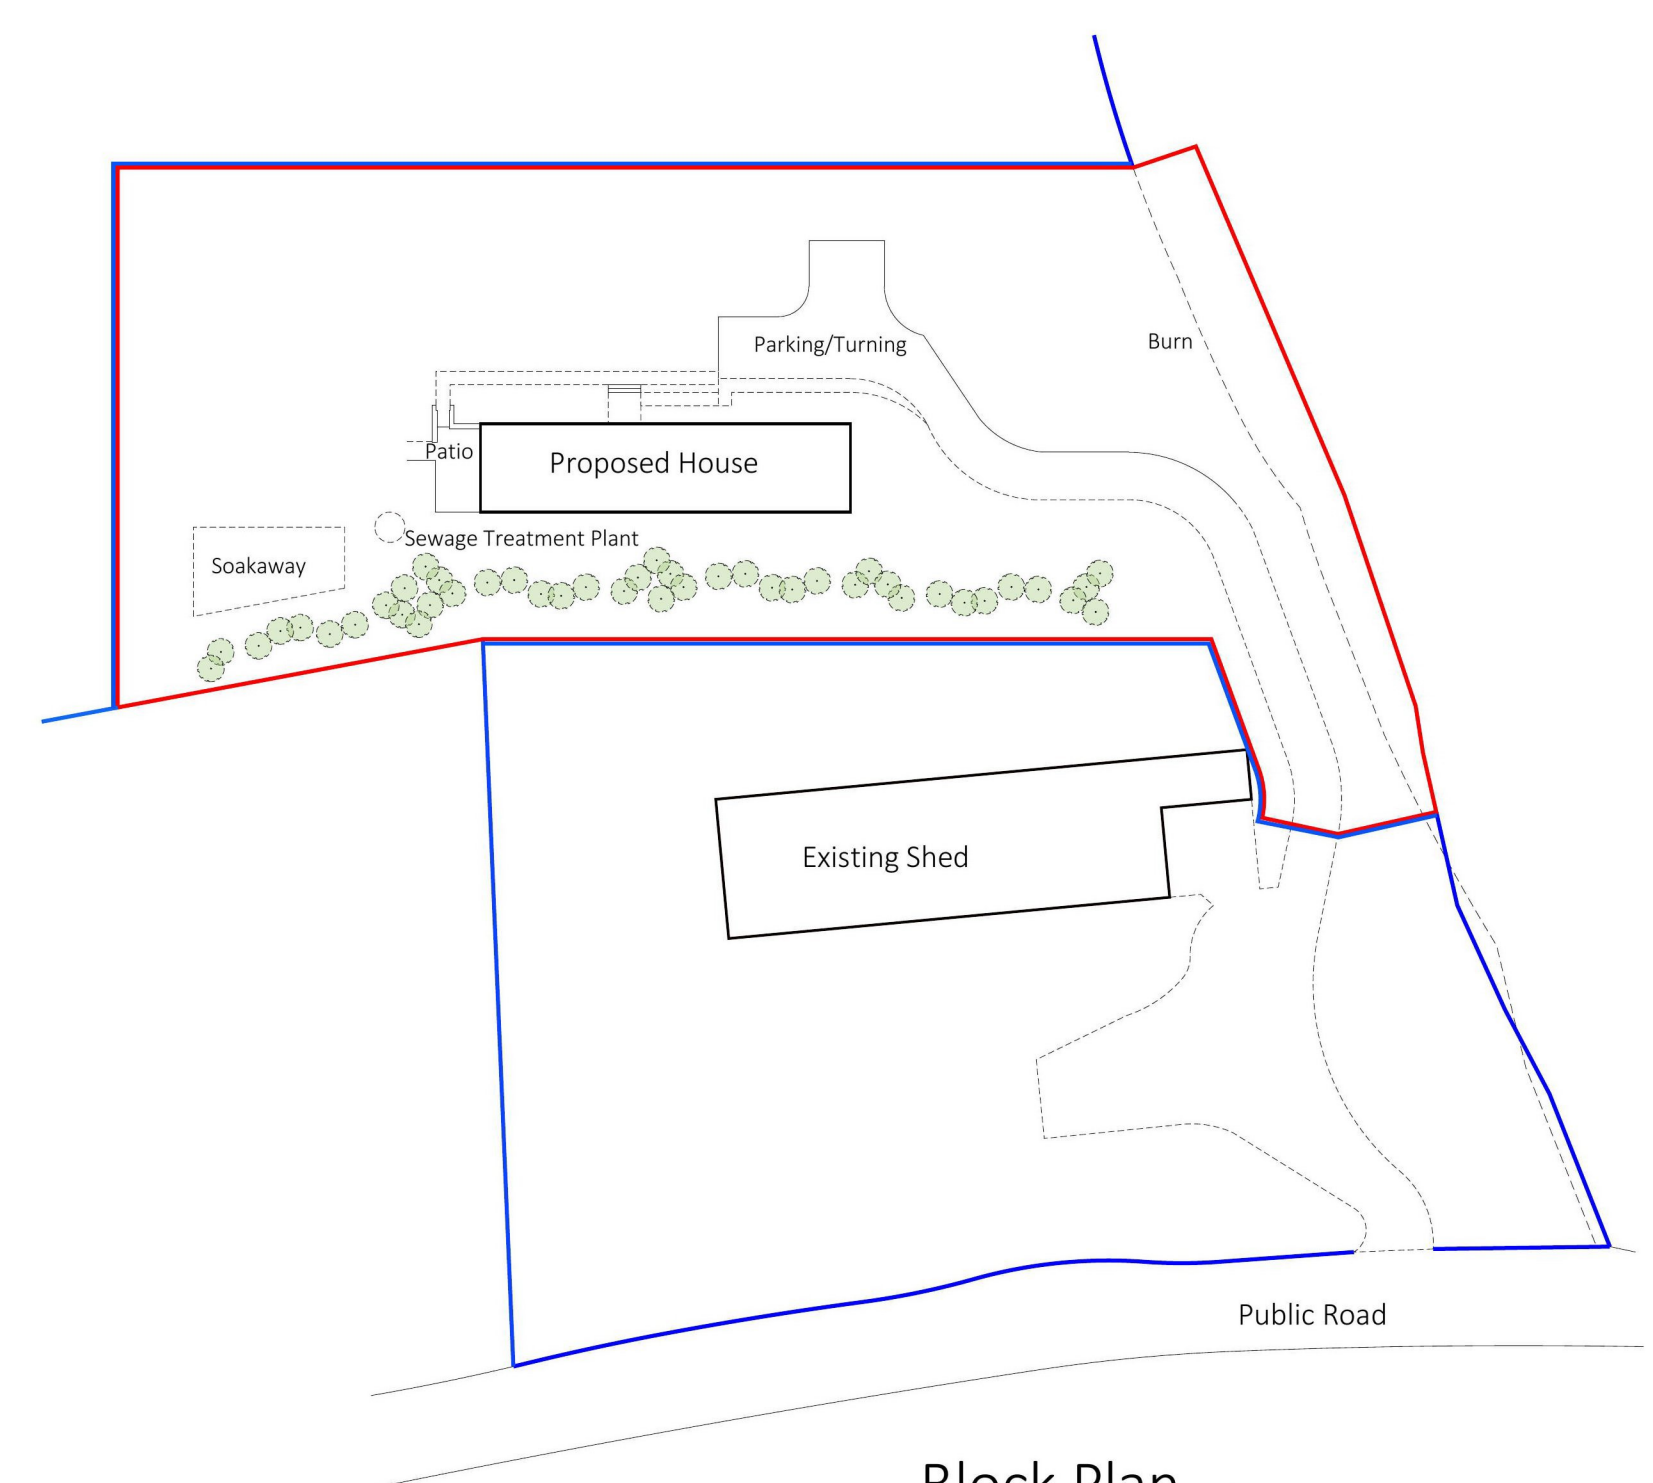 Parking/Turning
Burn
Patio
Proposed House
Sewage Treatment Plant
Soakaway
Existing Shed
Public Road
Block Plan